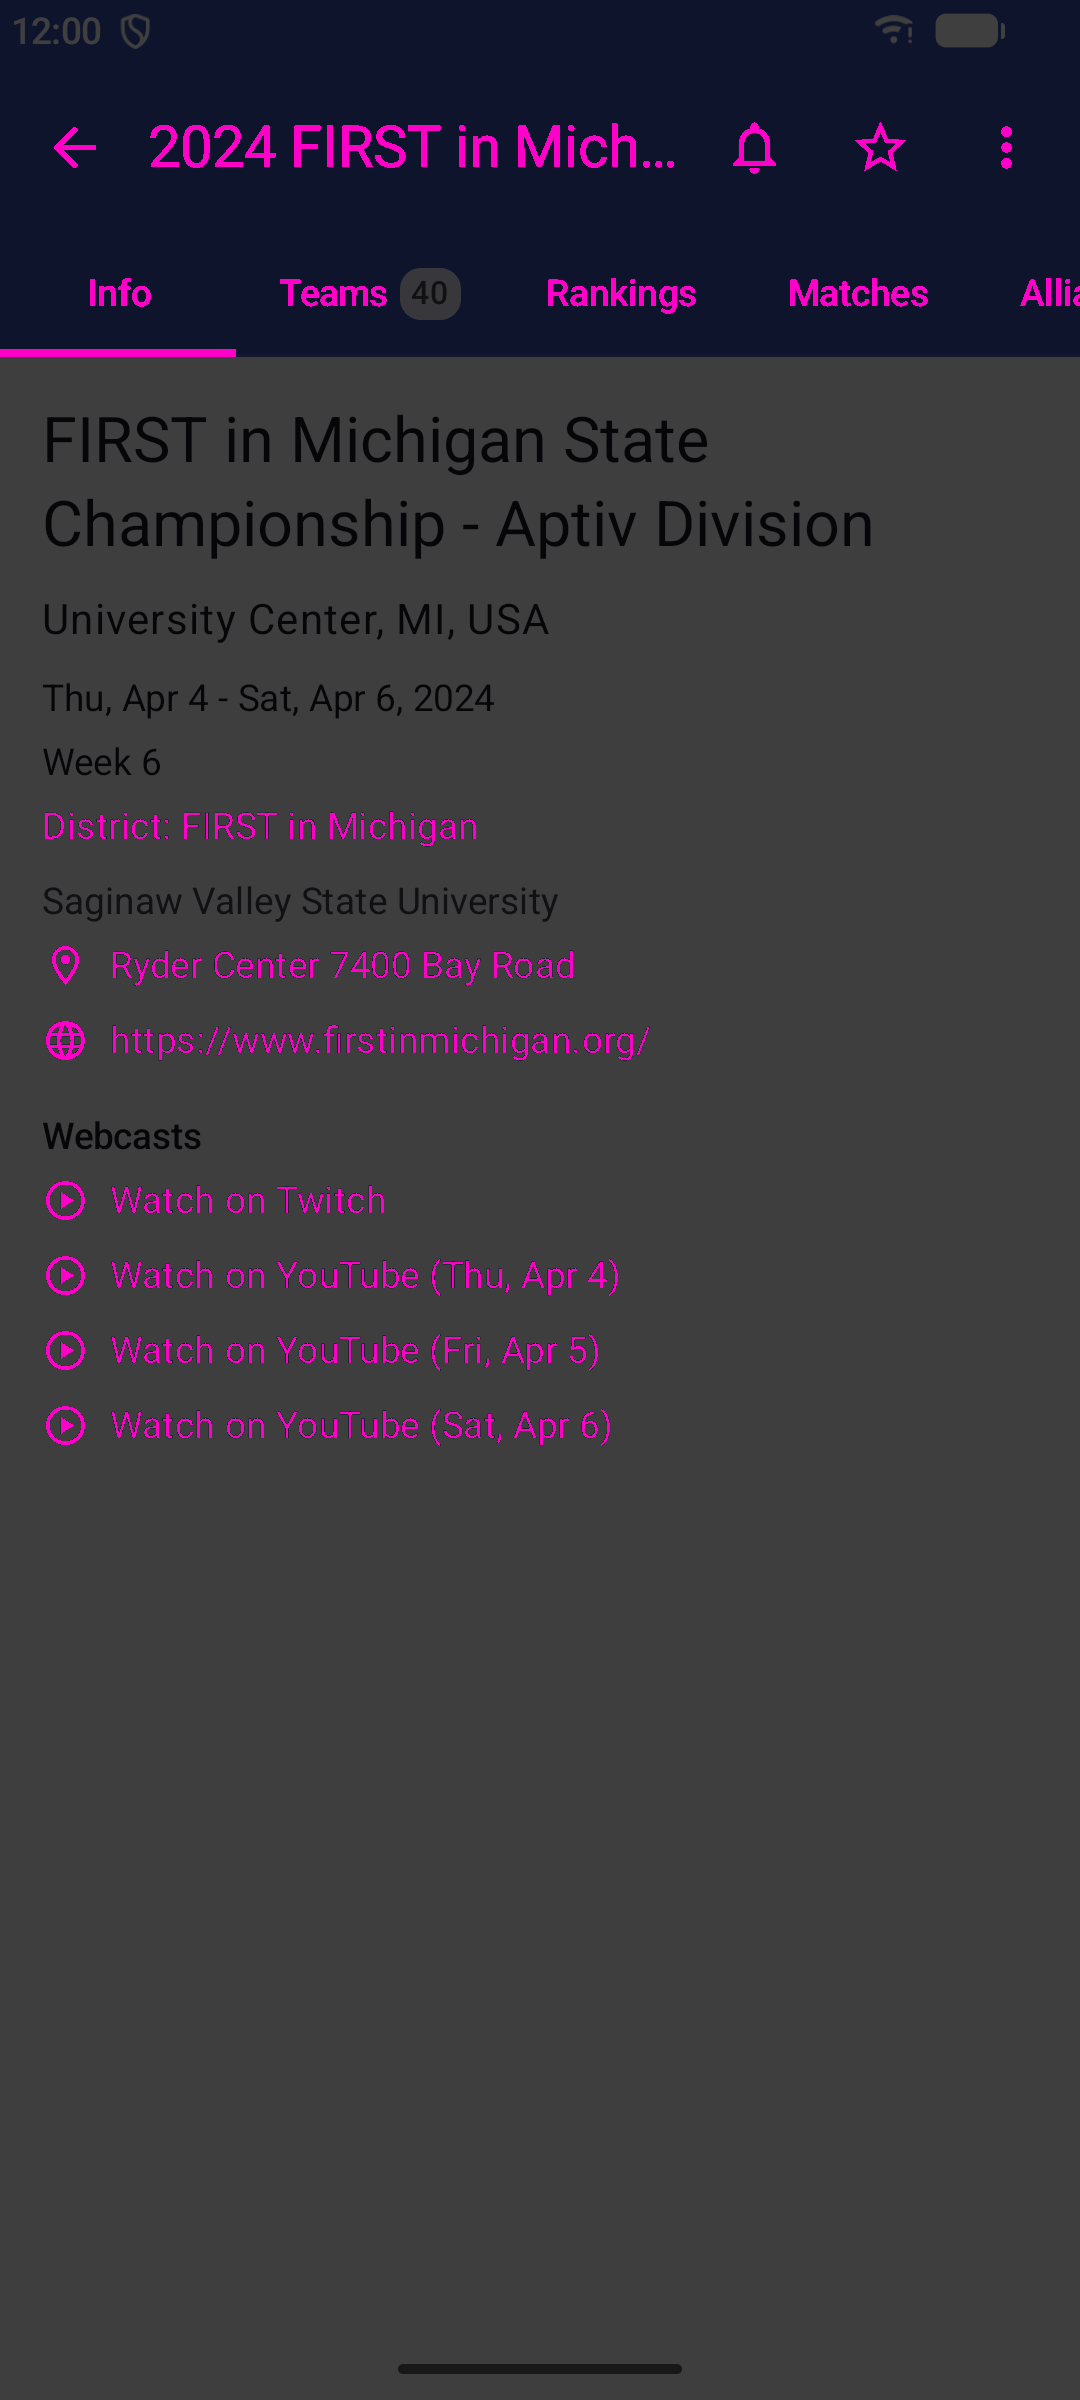 12:00
2024 FIRST in Mich...
Info
Teams 40
Rankings
Matches
Allia
FIRST in Michigan State
Championship - Aptiv Division
University Center, MI, USA
Thu, Apr 4 - Sat, Apr 6, 2024
Week 6
District: FIRST in Michigan
Saginaw Valley State University
Ryder Center 7400 Bay Road
https://www.firstinmichigan.org/
Webcasts
Watch on Twitch
Watch on YouTube (Thu, Apr 4)
Watch on YouTube (Fri, Apr 5)
Watch on YouTube (Sat, Apr 6)